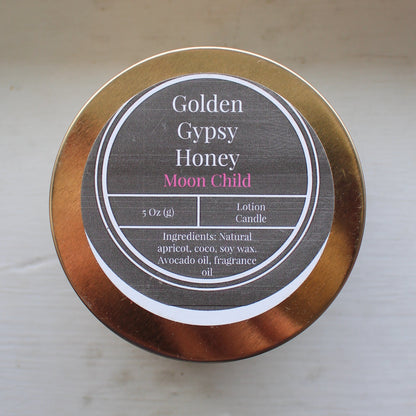 Golden
Gypsy
Honey
Moon Child
5 Oz (g)
Lotion
Candle
Ingredients: Natural
apricot, coco, soy wax.
Avocado oil, fragrance
oil